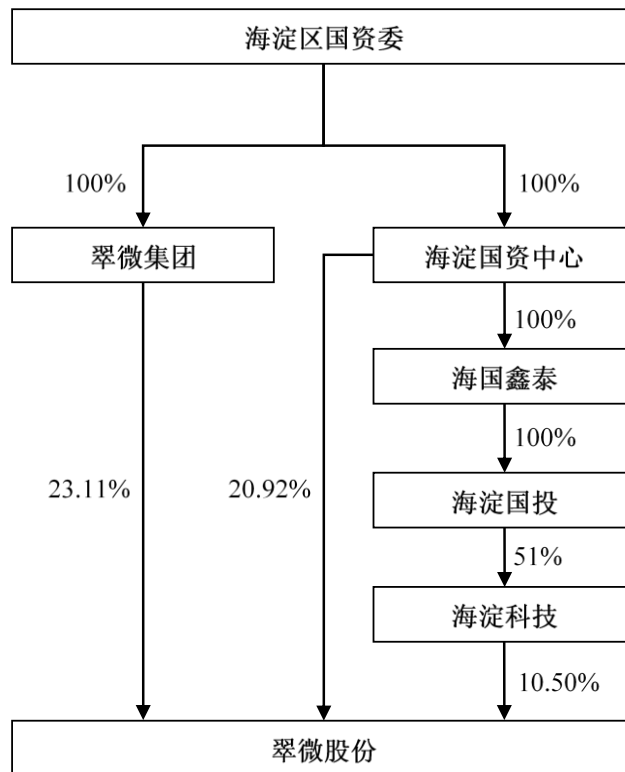 海淀区国资委
100%
100%
翠微集团
海淀国资中心
100%
海国鑫泰
100%
23.11%
20.92%
海淀国投
51%
海淀科技
10.50%
翠微股份